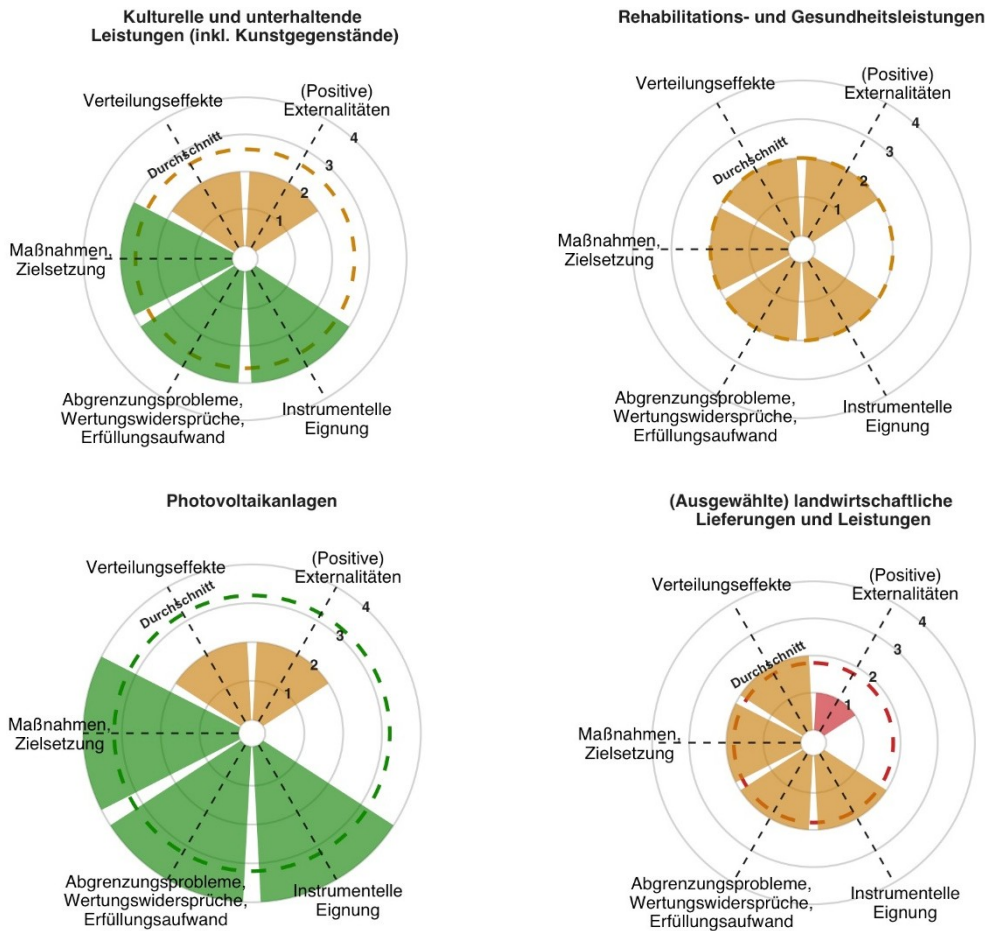 Kulturelle und unterhaltende
Leistungen (inkl. Kunstgegenstände)
Verteilungseffekte
(Positive)
Externalitäten
4
3
2
1
Durchschnitt
Maßnahmen,
Zielsetzung
Abgrenzungsprobleme,
Wertungswidersprüche,
Erfüllungsaufwand
Instrumentelle
Eignung
Rehabilitations- und Gesundheitsleistungen
Verteilungseffekte
(Positive)
Externalitäten
4
3
2
1
Durchschnitt
Maßnahmen,
Zielsetzung
Abgrenzungsprobleme,
Wertungswidersprüche,
Erfüllungsaufwand
Instrumentelle
Eignung
Photovoltaikanlagen
Verteilungseffekte
(Positive)
Externalitäten
4
3
2
1
Durchschnitt
Maßnahmen,
Zielsetzung
Abgrenzungsprobleme,
Wertungswidersprüche,
Erfüllungsaufwand
Instrumentelle
Eignung
(Ausgewählte) landwirtschaftliche
Lieferungen und Leistungen
Verteilungseffekte
(Positive)
Externalitäten
4
3
2
1
Durchschnitt
Maßnahmen,
Zielsetzung
Abgrenzungsprobleme,
Wertungswidersprüche,
Erfüllungsaufwand
Instrumentelle
Eignung